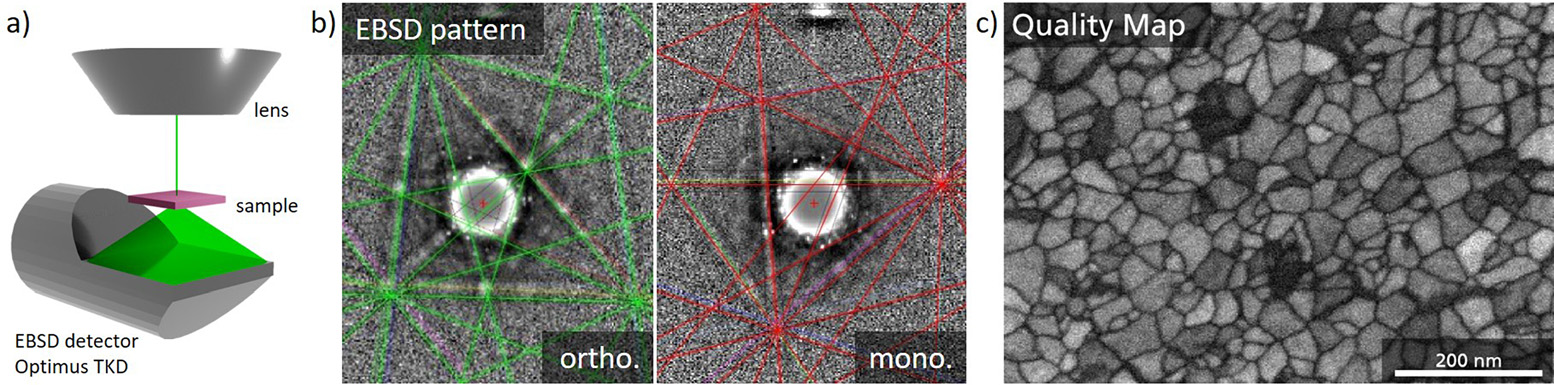 a)
lens
sample
EBSD detector
Optimus TKD
b)
EBSD pattern
ortho.
mono.
c)
Quality Map
200 nm